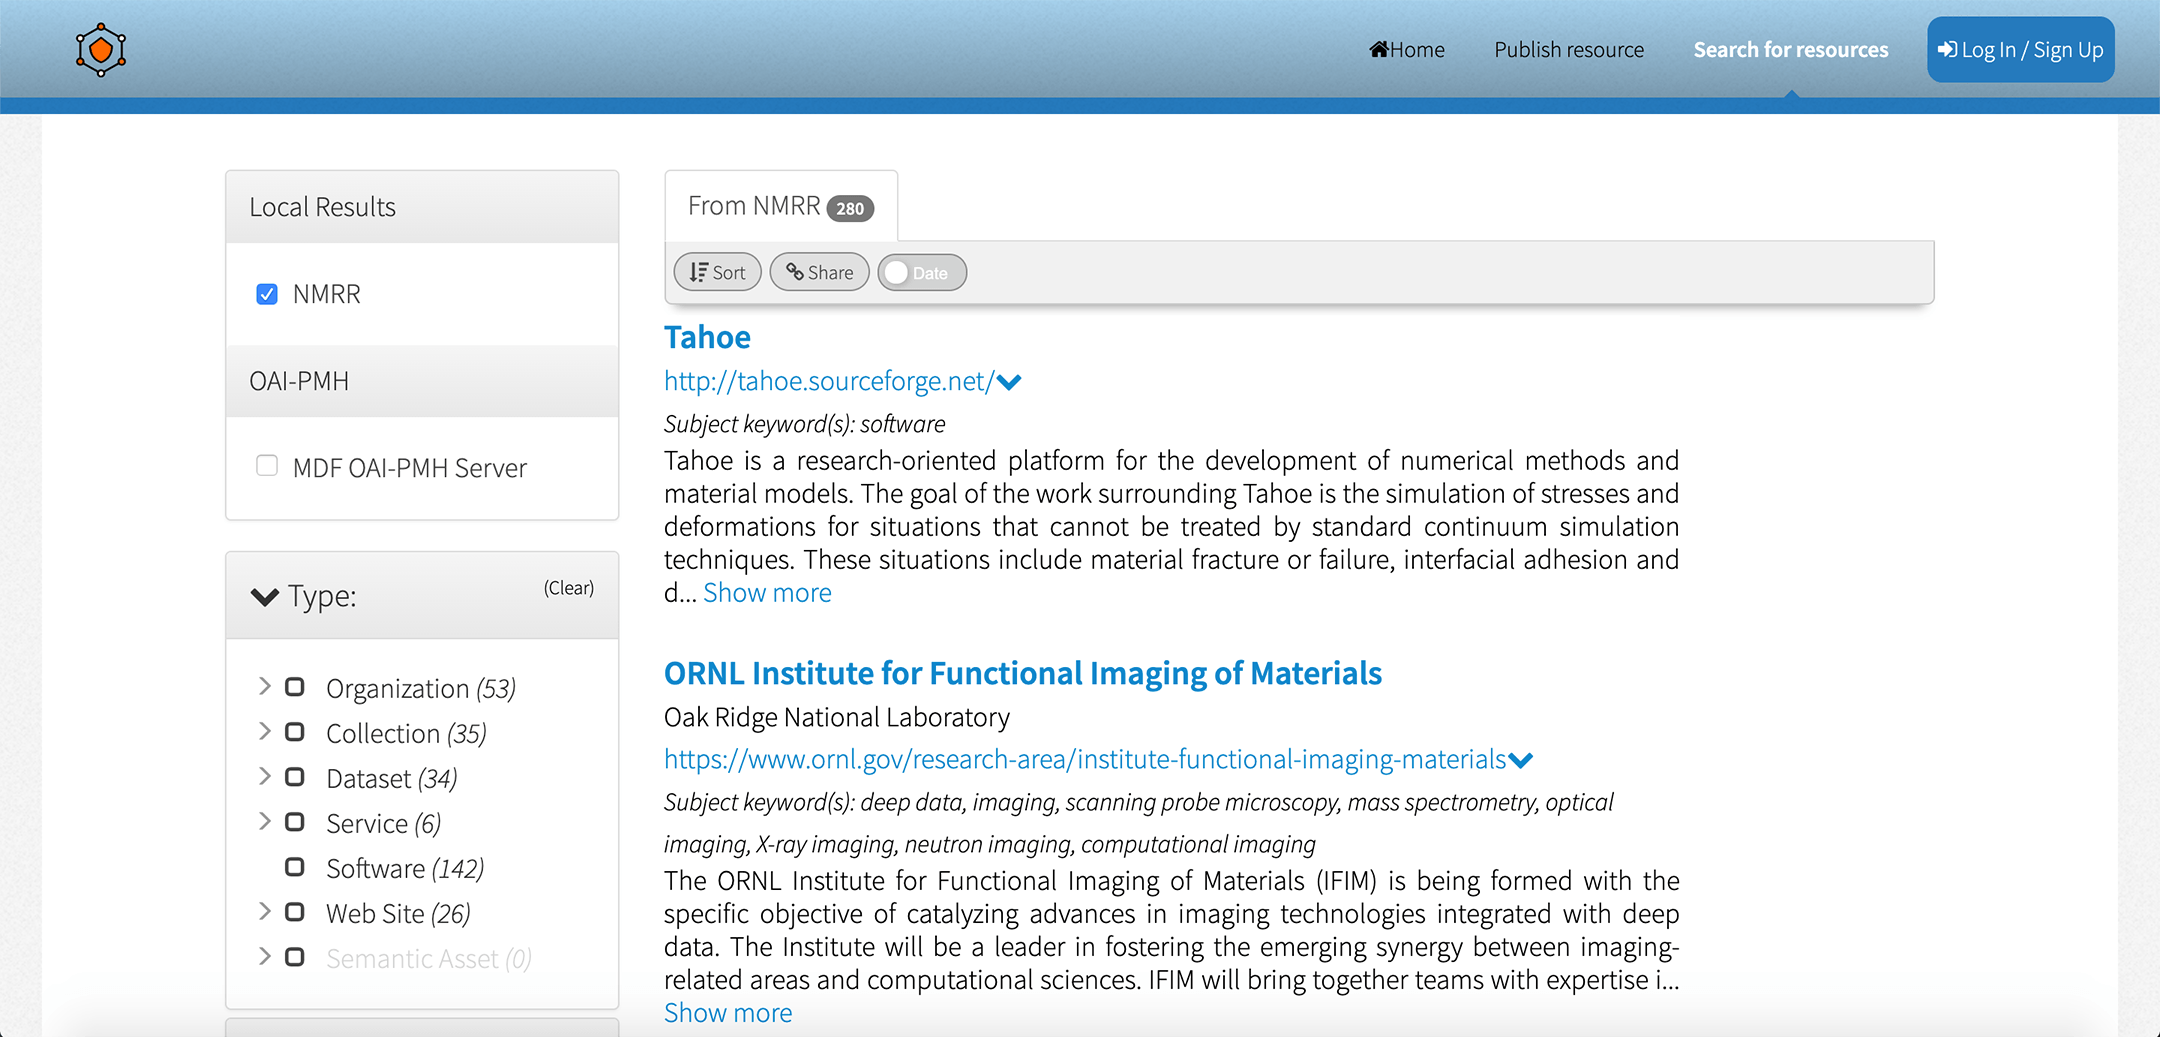 Home
Publish resource
Search for resources
Log In / Sign Up
Local Results
NMRR
OAI-PMH
MDF OAI-PMH Server
Type:
(Clear)
Organization (53)
Collection (35)
Dataset (34)
Service (6)
Software (142)
Web Site (26)
Semantic Asset (0)
From NMRR 280
Sort
Share
Date
Tahoe
http://tahoe.sourceforge.net/
Subject keyword(s): software
Tahoe is a research-oriented platform for the development of numerical methods and
material models. The goal of the work surrounding Tahoe is the simulation of stresses and
deformations for situations that cannot be treated by standard continuum simulation
techniques. These situations include material fracture or failure, interfacial adhesion and
d... Show more
ORNL Institute for Functional Imaging of Materials
Oak Ridge National Laboratory
https://www.ornl.gov/research-area/institute-functional-imaging-materials
Subject keyword(s): deep data, imaging, scanning probe microscopy, mass spectrometry, optical
imaging, X-ray imaging, neutron imaging, computational imaging
The ORNL Institute for Functional Imaging of Materials (IFIM) is being formed with the
specific objective of catalyzing advances in imaging technologies integrated with deep
data. The Institute will be a leader in fostering the emerging synergy between imaging-
related areas and computational sciences. IFIM will bring together teams with expertise i...
Show more